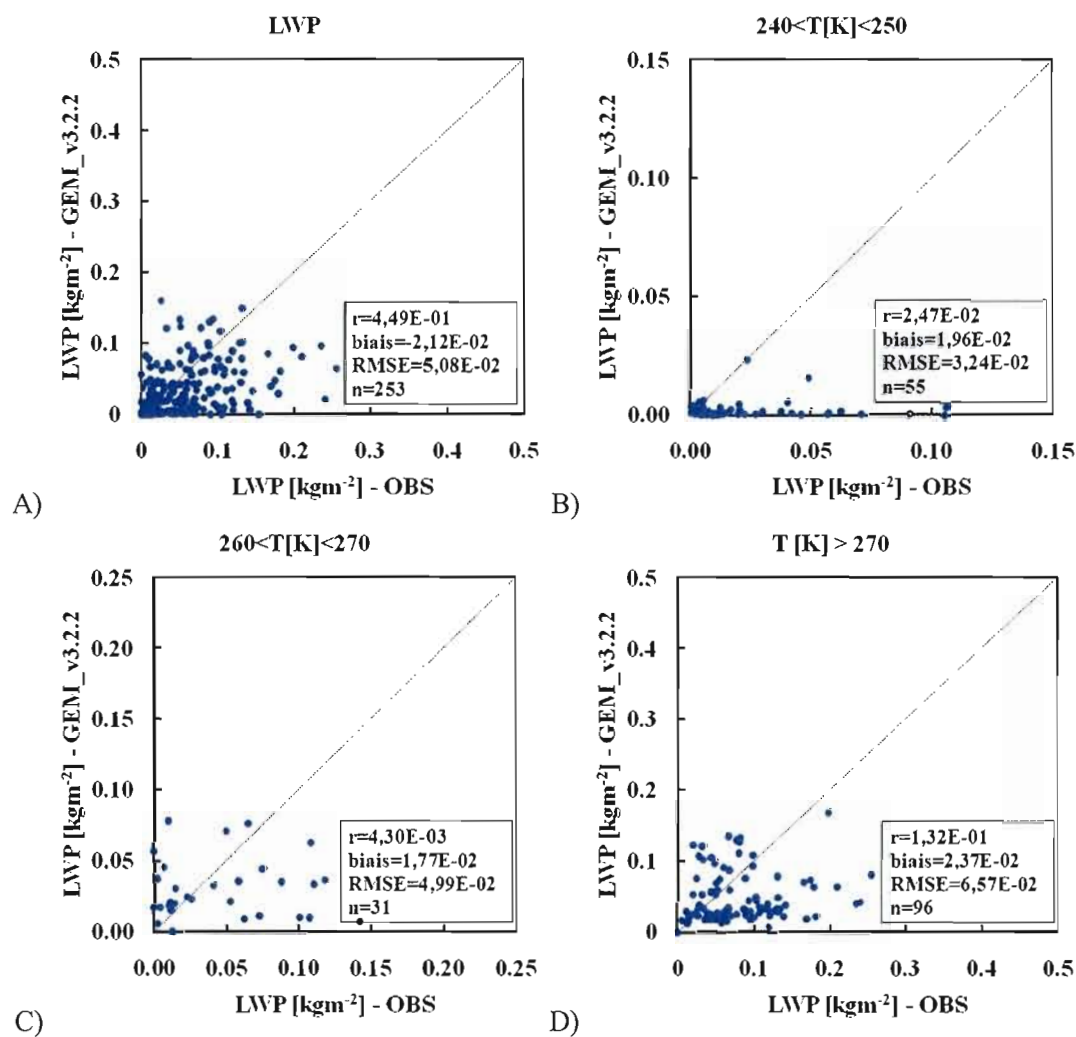 LWP
LWP [kgm-2] - GEM_v3.2.2
0.5
0.4
0.3
0.2
0.1
0
0 0.1 0.2 0.3 0.4 0.5
r=4,49E-01
biais=-2,12E-02
RMSE=5,08E-02
n=253
LWP [kgm-2] - OBS
A)
240<T[K]<250
LWP [kgm-2] - GEM_v3.2.2
0.15
0.10
0.05
0.00
0.00 0.05 0.10 0.15
r=2,47E-02
biais=1,96E-02
RMSE=3,24E-02
n=55
LWP [kgm-2] - OBS
B)
260<T[K]<270
LWP [kgm-2] - GEM_v3.2.2
0.25
0.20
0.15
0.10
0.05
0.00
0.00 0.05 0.10 0.15 0.20 0.25
r=4,30E-03
biais=1,77E-02
RMSE=4,99E-02
n=31
LWP [kgm-2] - OBS
C)
T [K] > 270
LWP [kgm-2] - GEM_v3.2.2
0.5
0.4
0.3
0.2
0.1
0
0 0.1 0.2 0.3 0.4 0.5
r=1,32E-01
biais=2,37E-02
RMSE=6,57E-02
n=96
LWP [kgm-2] - OBS
D)